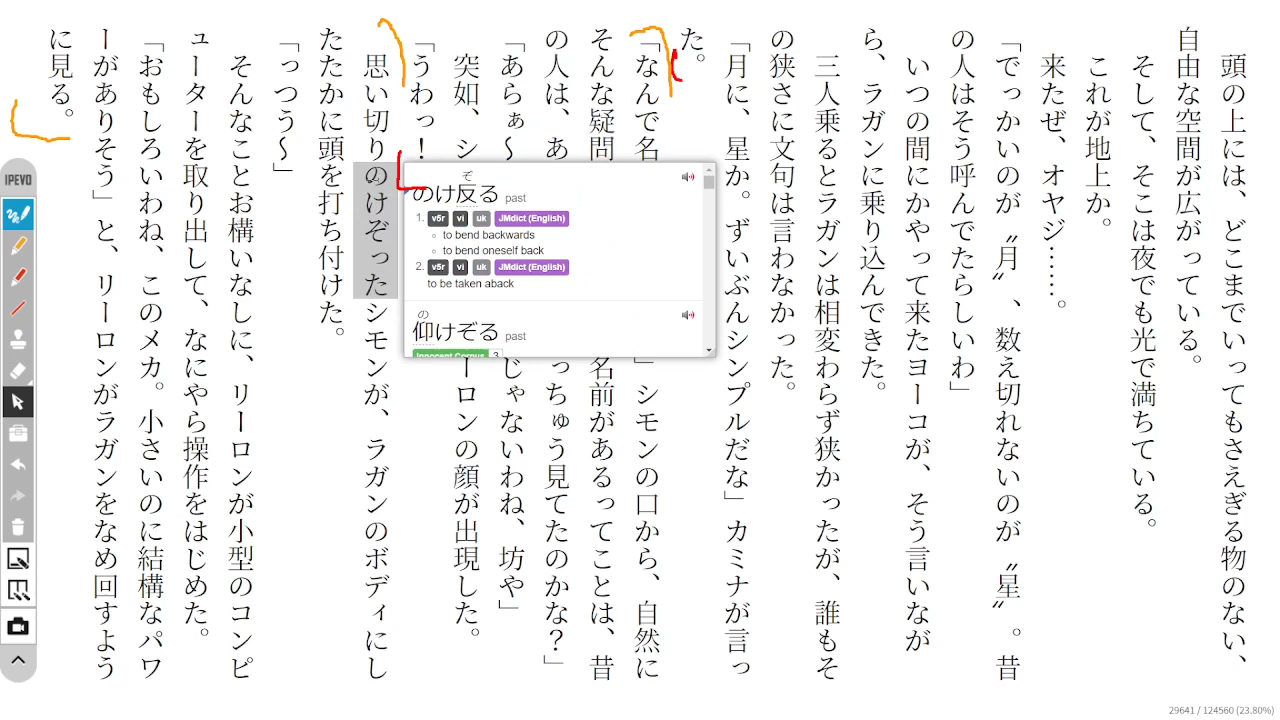 頭の上には、どこまでいってもさえぎる物のない、
自由な空間が広がっている。
そして、そこは夜でも光で満ちている。
これが地上か。
来たぜ、オヤジ……。
「でっかいのが〝月〟、数え切れないのが〝星〟。昔
の人はそう呼んでたらしいわ」
いつの間にかやって来たヨーコが、そう言いなが
ら、ラガンに乗り込んできた。
三人乗るとラガンは相変わらず狭かったが、誰もそ
の狭さに文句は言わなかった。
「月に、星か。ずいぶんシンプルだな」カミナが言っ
た。
「なんで名 」シモンの口から、自然に
そんな疑問 名前があるってことは、昔
の人は、あ っちゅう見てたのかな？」
「あらぁ〜 じゃないわね、坊や」
突如、シ ーロンの顔が出現した。
「うわっ！
思い切りのけぞったシモンが、ラガンのボディにし
たたかに頭を打ち付けた。
「っつう〜」
そんなことお構いなしに、リーロンが小型のコンピ
ューターを取り出して、なにやら操作をはじめた。
「おもしろいわね、このメカ。小さいのに結構なパワ
ーがありそう」と、リーロンがラガンをなめ回すよう
に見る。
のけ反る past
ぞ
1. v5r vi uk JMdict (English)
to bend backwards
to bend oneself back
2. v5r vi uk JMdict (English)
to be taken aback
の
仰けぞる past
Innocent Corpus 3
IPEVO
29641 / 124560 (23.80%)